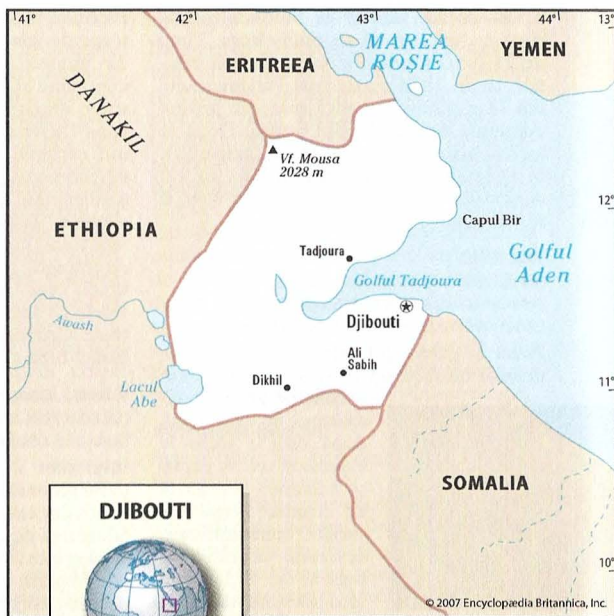 41°
42°
43°
44°
13°
MAREA
ROȘIE
YEMEN
ERITREEA
DANAKIL
Vf. Mousa
2028 m
12°
ETHIOPIA
Capul Bir
Tadjoura
Golful
Aden
Golful Tadjoura
Awash
Djibouti
Ali
Sabih
Lacul
Abe
Dikhil
11°
SOMALIA
DJIBOUTI
10°
© 2007 Encyclopædia Britannica, Inc.